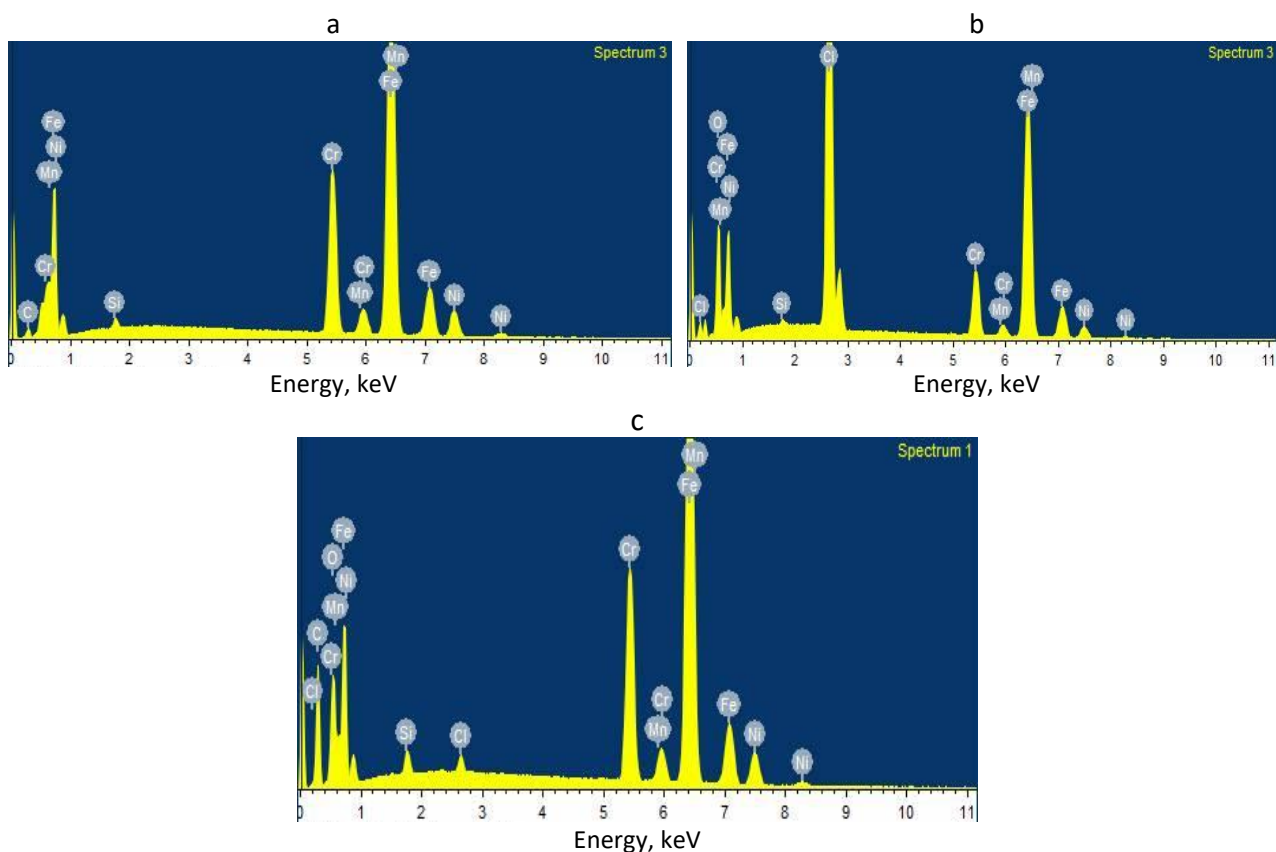 a
Spectrum 3
Mn
Fe
Fe
Ni
Mn
Cr
Cr
Cr
Mn
Fe
Ni
Ni
Si
C
0 1 2 3 4 5 6 7 8 9 10 11
Energy, keV
b
Spectrum 3
Cl
Mn
Fe
O
Fe
Cr
Ni
Mn
Cr
Cr
Mn
Fe
Ni
Ni
Cl
Si
0 1 2 3 4 5 6 7 8 9 10 11
Energy, keV
c
Spectrum 1
Mn
Fe
Fe
O
Ni
Mn
C
Cr
Cl
Cr
Cr
Mn
Fe
Ni
Ni
Si
Cl
0 1 2 3 4 5 6 7 8 9 10 11
Energy, keV